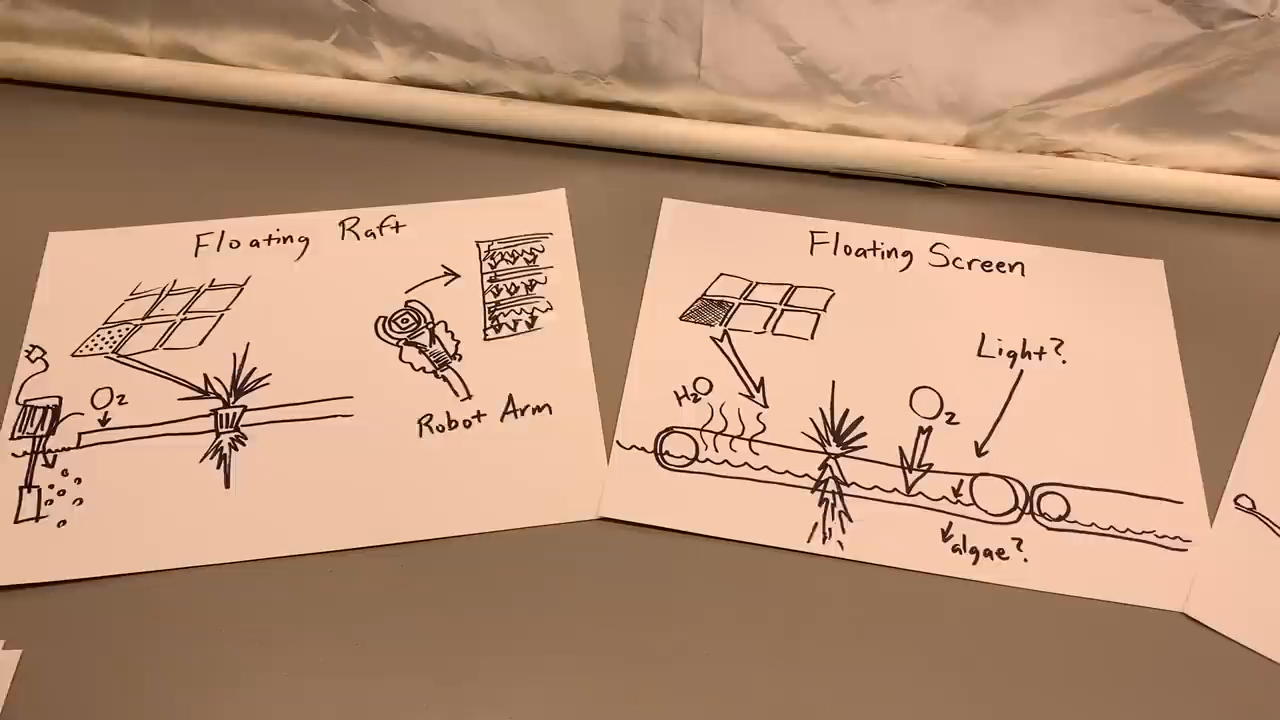 Floating Raft
O2
Robot Arm
Floating Screen
Light?
H2O
O2
algae?